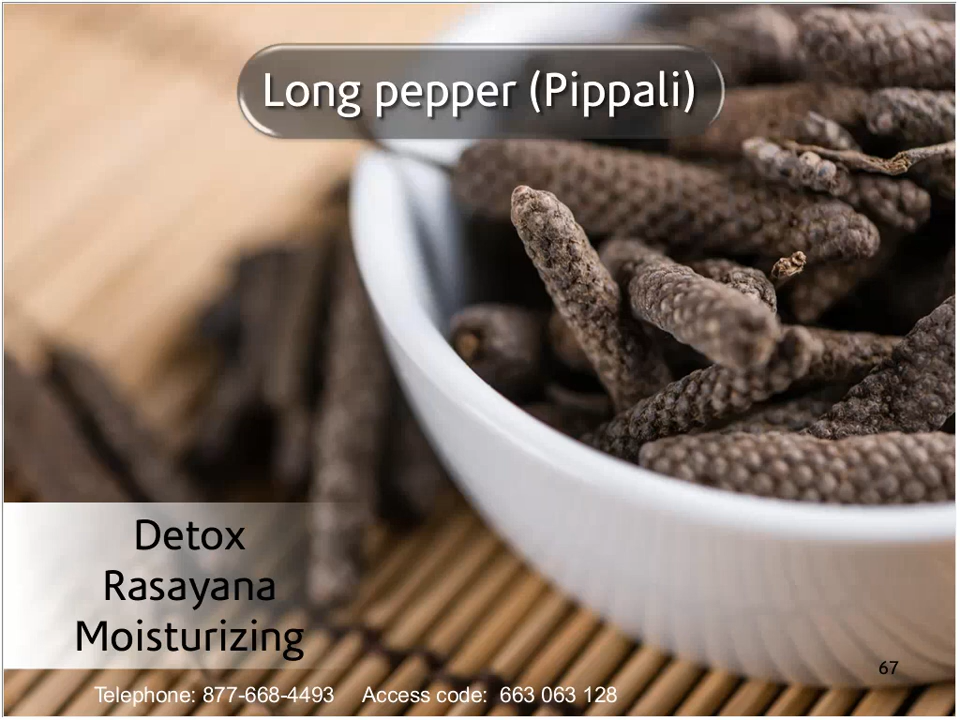 Long pepper (Pippali)
Detox
Rasayana
Moisturizing
67
Telephone: 877-668-4493 Access code: 663 063 128